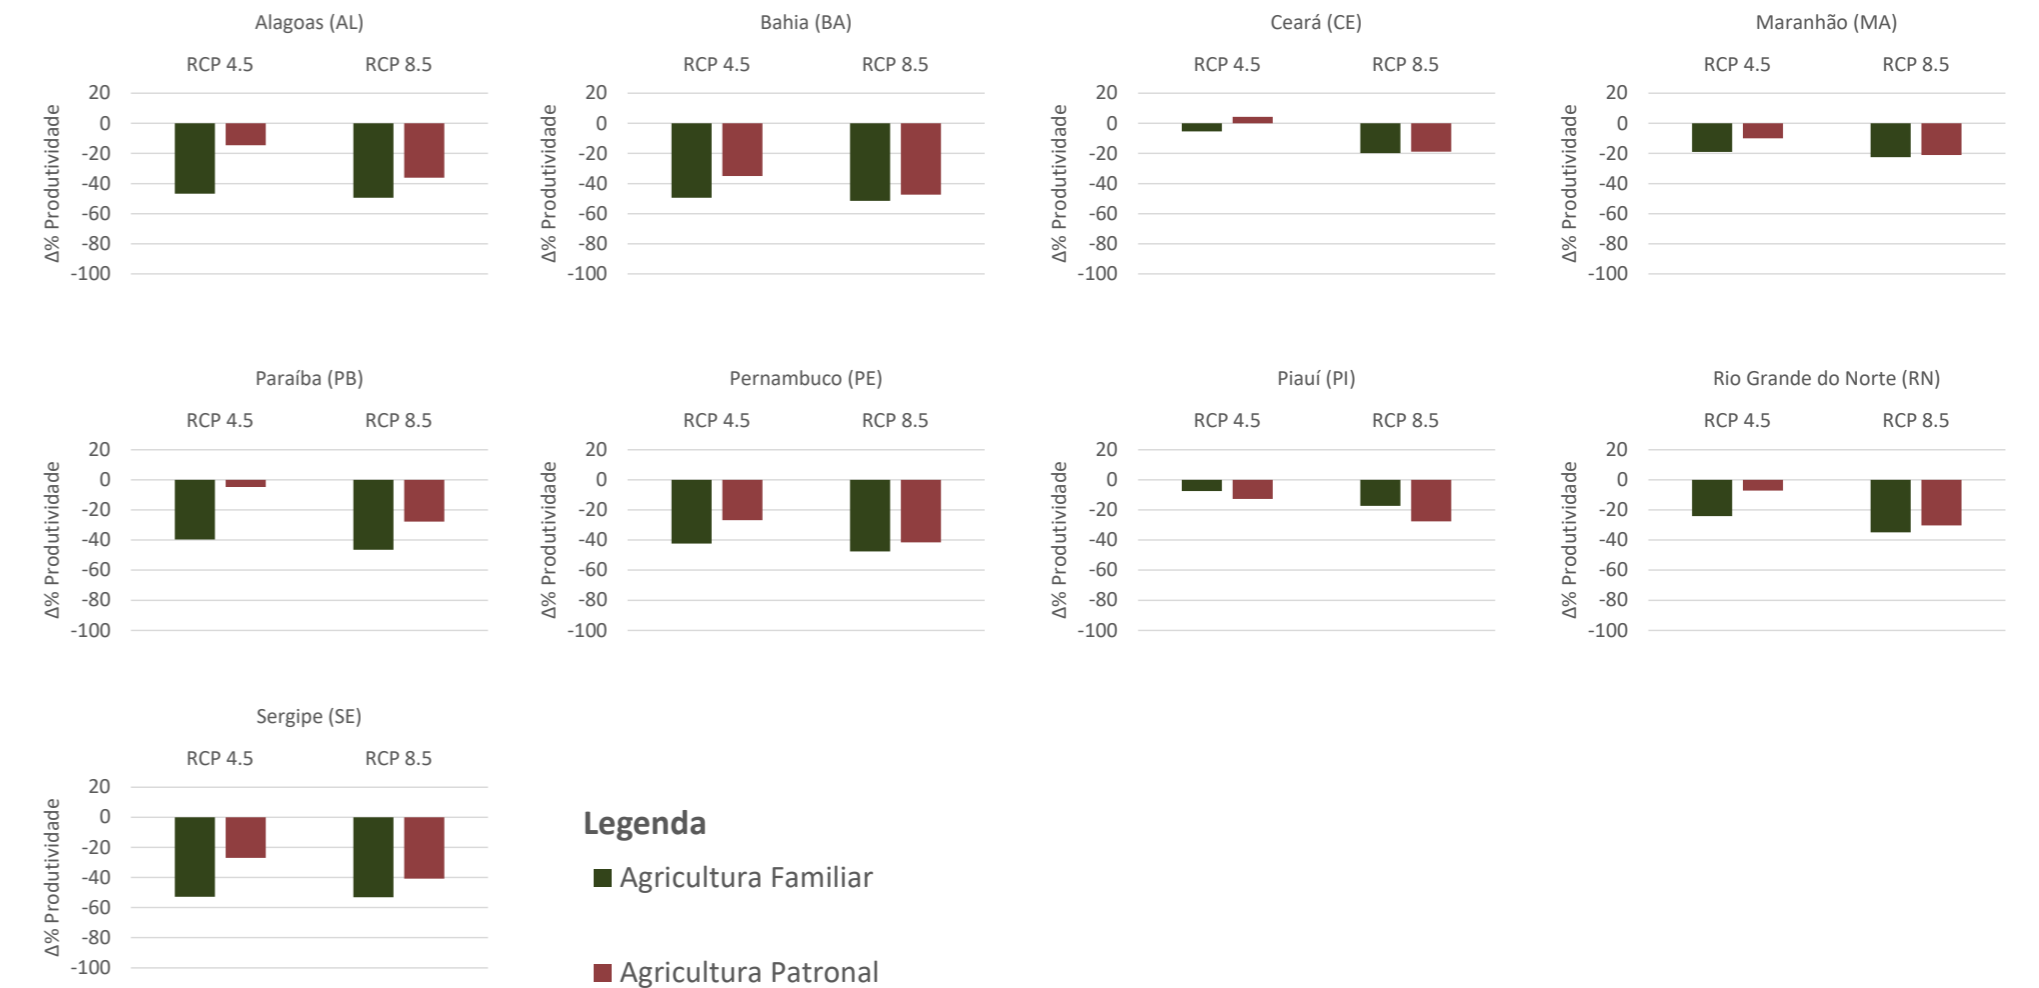 Alagoas (AL)
RCP 4.5 RCP 8.5
Δ% Produtividade
20
0
-20
-40
-60
-80
-100
Bahia (BA)
RCP 4.5 RCP 8.5
Δ% Produtividade
20
0
-20
-40
-60
-80
-100
Ceará (CE)
RCP 4.5 RCP 8.5
Δ% Produtividade
20
0
-20
-40
-60
-80
-100
Maranhão (MA)
RCP 4.5 RCP 8.5
Δ% Produtividade
20
0
-20
-40
-60
-80
-100
Paraíba (PB)
RCP 4.5 RCP 8.5
Δ% Produtividade
20
0
-20
-40
-60
-80
-100
Pernambuco (PE)
RCP 4.5 RCP 8.5
Δ% Produtividade
20
0
-20
-40
-60
-80
-100
Piauí (PI)
RCP 4.5 RCP 8.5
Δ% Produtividade
20
0
-20
-40
-60
-80
-100
Rio Grande do Norte (RN)
RCP 4.5 RCP 8.5
Δ% Produtividade
20
0
-20
-40
-60
-80
-100
Sergipe (SE)
RCP 4.5 RCP 8.5
Δ% Produtividade
20
0
-20
-40
-60
-80
-100
Legenda
Agricultura Familiar
Agricultura Patronal